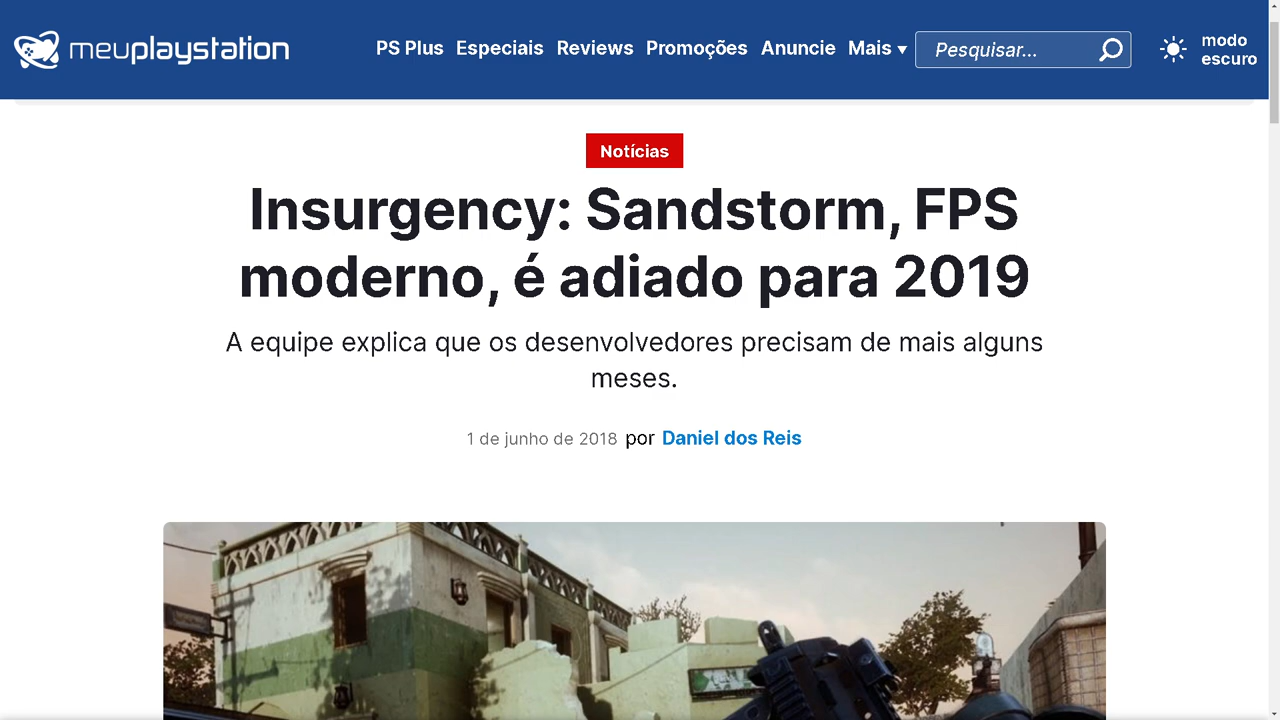 meuplaystation
PS Plus Especiais Reviews Promoções Anuncie Mais ▼
Pesquisar...
modo
escuro
Notícias
Insurgency: Sandstorm, FPS
moderno, é adiado para 2019
A equipe explica que os desenvolvedores precisam de mais alguns
meses.
1 de junho de 2018 por Daniel dos Reis